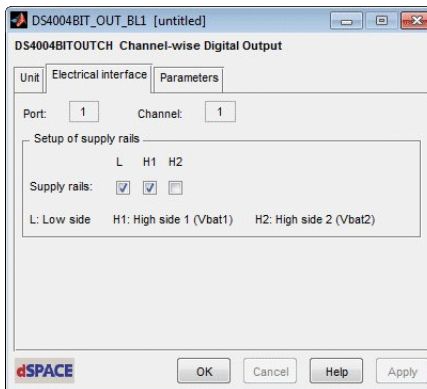 DS4004BIT_OUT_BL1 [untitled]
DS4004BITOUTCH Channel-wise Digital Output
Unit Electrical interface Parameters
Port: 1 Channel: 1
Setup of supply rails
L H1 H2
Supply rails:
L: Low side H1: High side 1 (Vbat1) H2: High side 2 (Vbat2)
dSPACE OK Cancel Help Apply